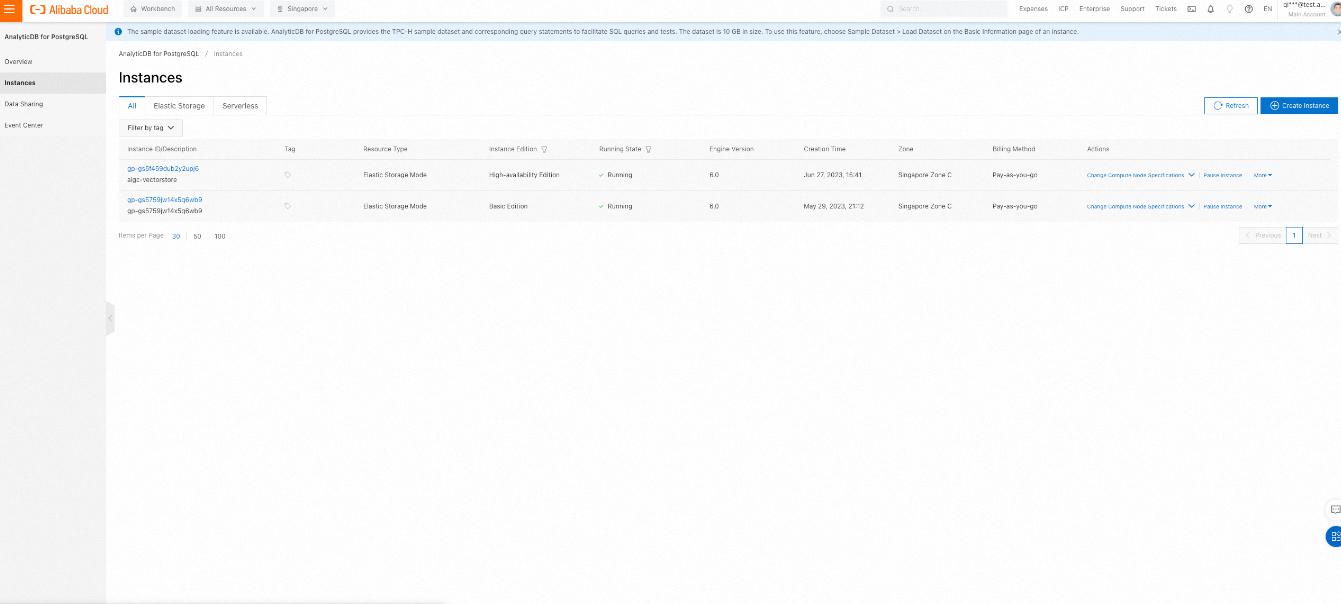 Alibaba Cloud Workbench All Resources Singapore Search... Expenses ICP Enterprise Support Tickets EN ql***@test.a...
Main Account
AnalyticDB for PostgreSQL
Overview
Instances
Data Sharing
Event Center
The sample dataset loading feature is available. AnalyticDB for PostgreSQL provides the TPC-H sample dataset and corresponding query statements to facilitate SQL queries and tests. The dataset is 10 GB in size. To use this feature, choose Sample Dataset > Load Dataset on the Basic Information page of an instance.
AnalyticDB for PostgreSQL / Instances
Instances
All Elastic Storage Serverless
Refresh Create Instance
Filter by tag
Instance ID/Description Tag Resource Type Instance Edition Running State Engine Version Creation Time Zone Billing Method Actions
gp-gs5f459dub2y2upj6 Elastic Storage Mode High-availability Edition Running 6.0 Jun 27, 2023, 15:41 Singapore Zone C Pay-as-you-go Change Compute Node Specifications Pause Instance More
aigc-vectorstore
gp-gs5759jw14x5q6wb9 Elastic Storage Mode Basic Edition Running 6.0 May 29, 2023, 21:12 Singapore Zone C Pay-as-you-go Change Compute Node Specifications Pause Instance More
gp-gs5759jw14x5q6wb9
Items per Page 30 50 100 Previous 1 Next